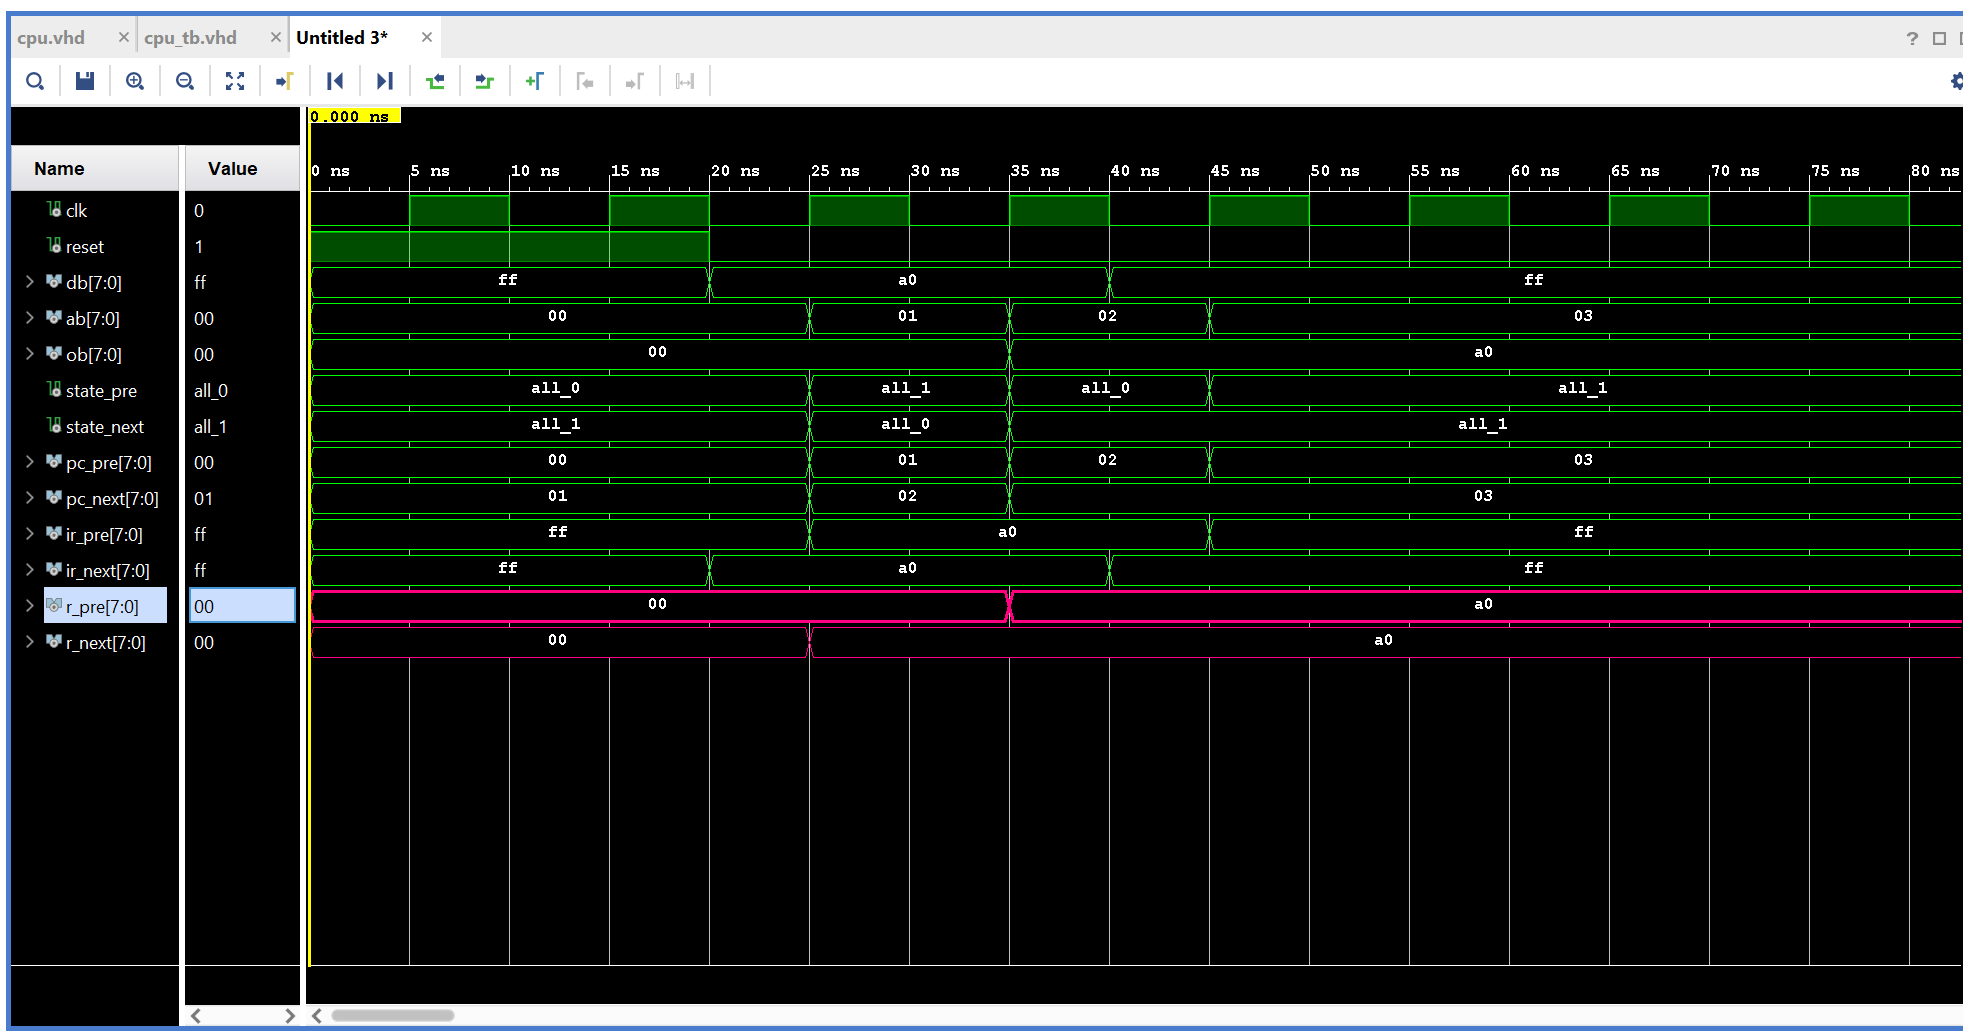 cpu.vhd × cpu_tb.vhd × Untitled 3* × ?
0.000 ns
Name Value 0 ns 5 ns 10 ns 15 ns 20 ns 25 ns 30 ns 35 ns 40 ns 45 ns 50 ns 55 ns 60 ns 65 ns 70 ns 75 ns 80 ns
clk 0
reset 1
db[7:0] ff ff a0 ff
ab[7:0] 00 00 01 02 03
ob[7:0] 00 00 a0
state_pre all_0 all_0 all_1 all_0 all_1
state_next all_1 all_1 all_0 all_1
pc_pre[7:0] 00 00 01 02 03
pc_next[7:0] 01 01 02 03
ir_pre[7:0] ff ff a0 ff
ir_next[7:0] ff ff a0 ff
r_pre[7:0] 00 00 a0
r_next[7:0] 00 00 a0